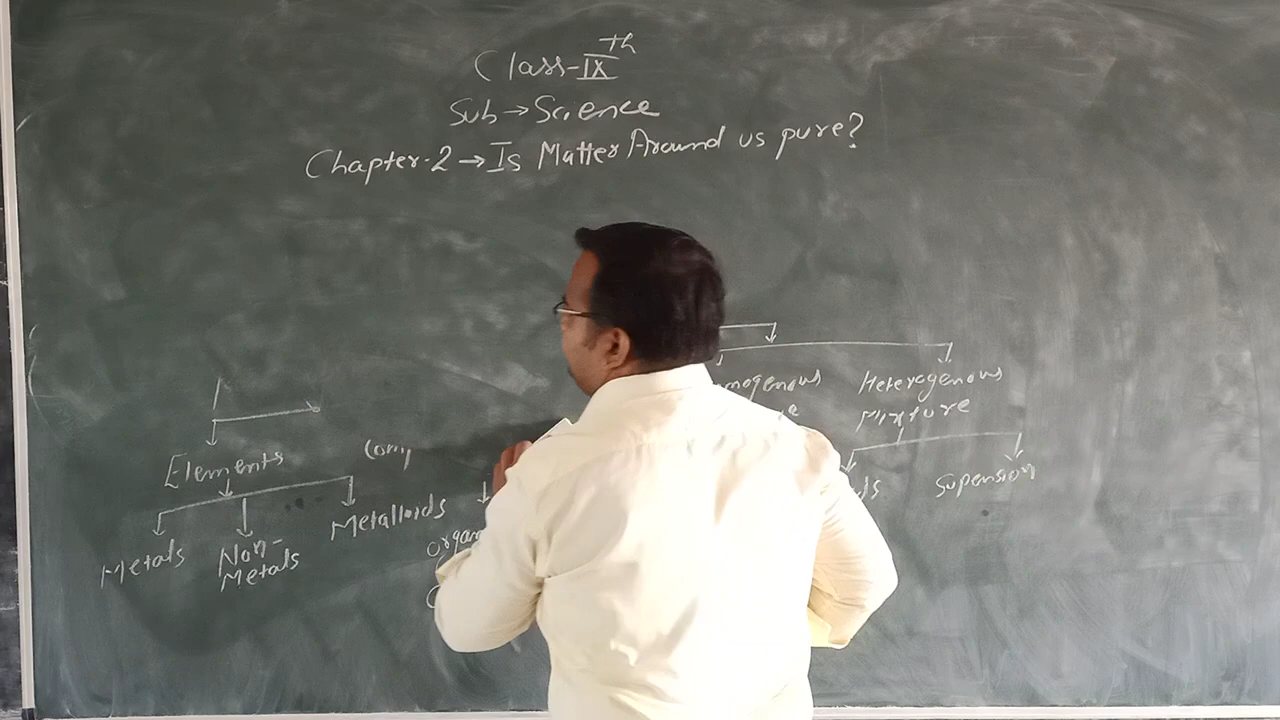 Class-IXth
Sub→Science
Chapter-2→Is Matter Around us pure?
Heterogenous
Mixture
Elements
Metalloids
Supension
Metals
Non-
Metals